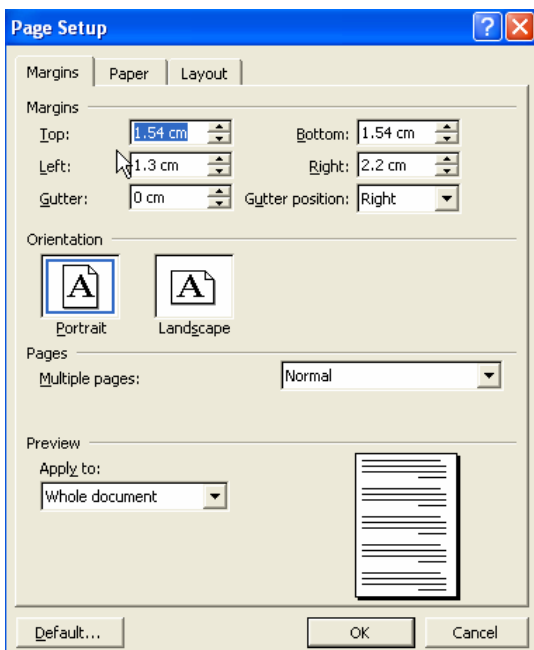 Page Setup
Margins Paper Layout
Margins
Top: 1.54 cm Bottom: 1.54 cm
Left: 1.3 cm Right: 2.2 cm
Gutter: 0 cm Gutter position: Right
Orientation
A A
Portrait Landscape
Pages
Multiple pages: Normal
Preview
Apply to:
Whole document
Default... OK Cancel